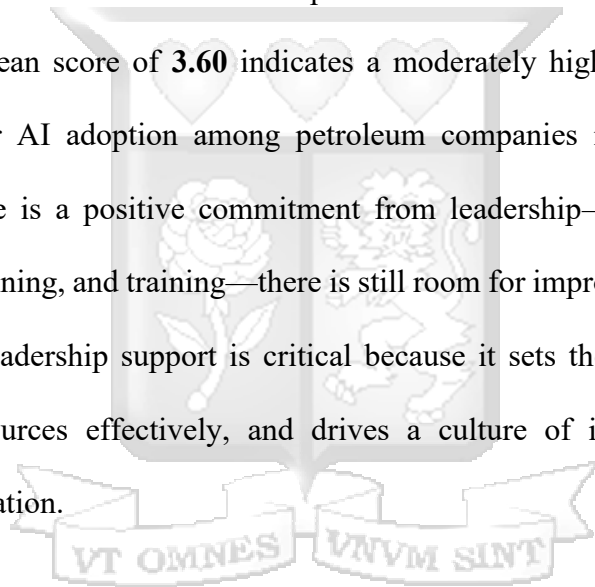 ean score of 3.60 indicates a moderately high
AI adoption among petroleum companies
e is a positive commitment from leadership—
ning, and training—there is still room for impro
adership support is critical because it sets th
urces effectively, and drives a culture of i
ation.
VT OMNES VNVM SINT